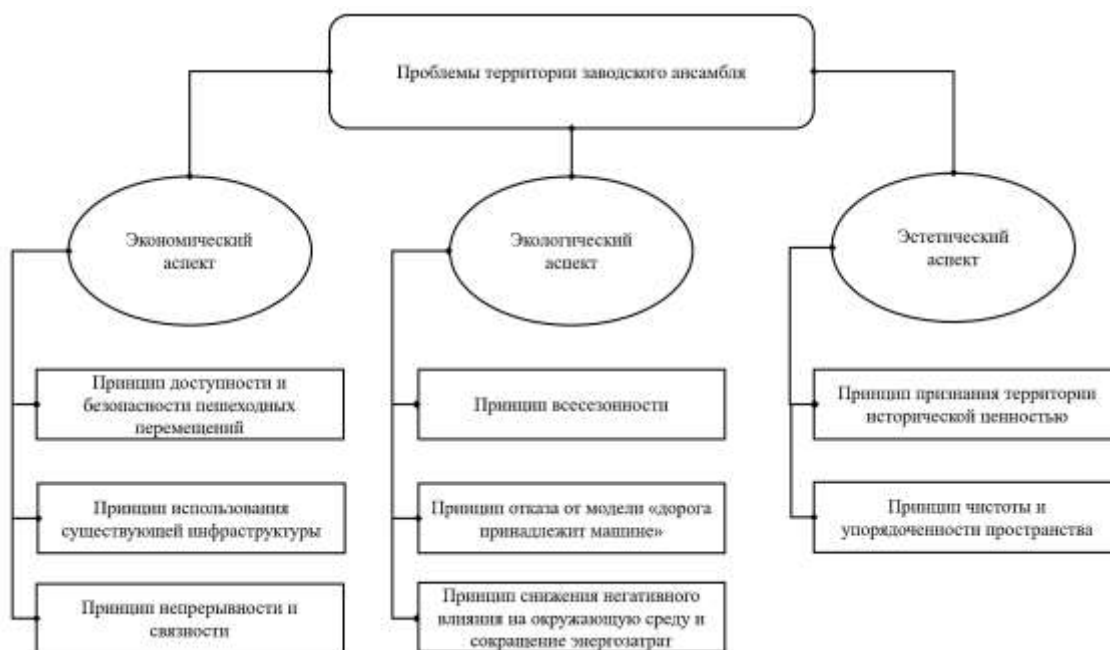 Проблемы территории заводского ансамбля
Экономический
аспект
Экологический
аспект
Эстетический
аспект
Принцип доступности и
безопасности пешеходных
перемещений
Принцип всесезонности
Принцип признания территории
исторической ценностью
Принцип использования
существующей инфраструктуры
Принцип отказа от модели «дорога
принадлежит машине»
Принцип чистоты и
упорядоченности пространства
Принцип непрерывности и
связности
Принцип снижения негативного
влияния на окружающую среду и
сокращение энергозатрат